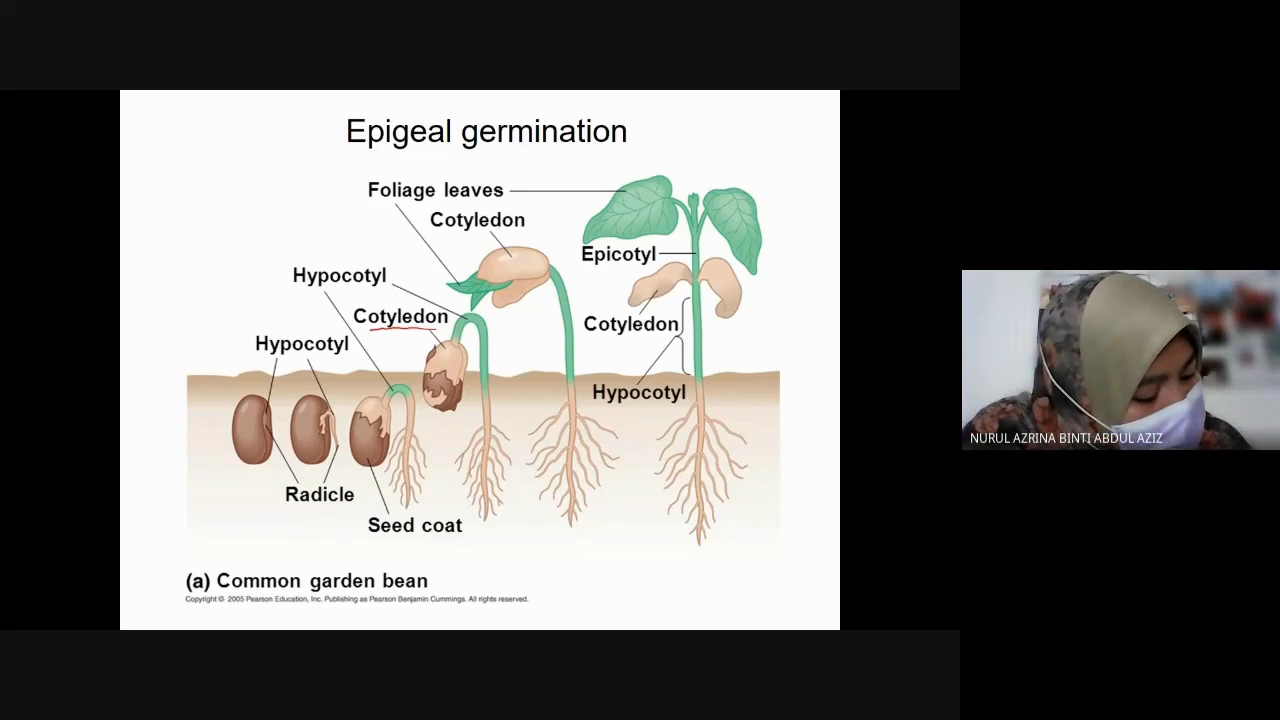 Epigeal germination
Foliage leaves
Cotyledon
Epicotyl
Hypocotyl
Cotyledon
Cotyledon
Hypocotyl
Hypocotyl
Radicle
Seed coat
(a) Common garden bean
Copyright © 2005 Pearson Education, Inc. Publishing as Pearson Benjamin Cummings. All rights reserved.
NURUL AZRINA BINTI ABDUL AZIZ